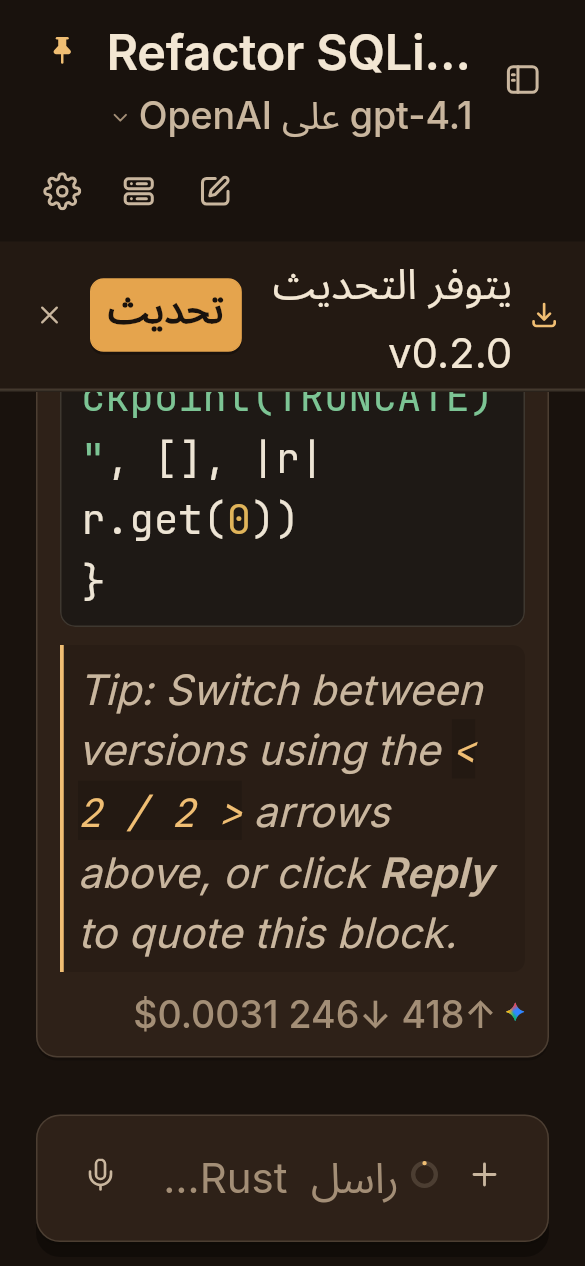 Refactor SQLi...
gpt-4.1 على OpenAI
يتوفر التحديث
v0.2.0
تحديث
ckpoint(TRUNCATE)
", [], |r|
r.get(0))
}
Tip: Switch between
versions using the <
2 / 2 > arrows
above, or click Reply
to quote this block.
$0.0031 246↓ 418↑
راسل Rust...